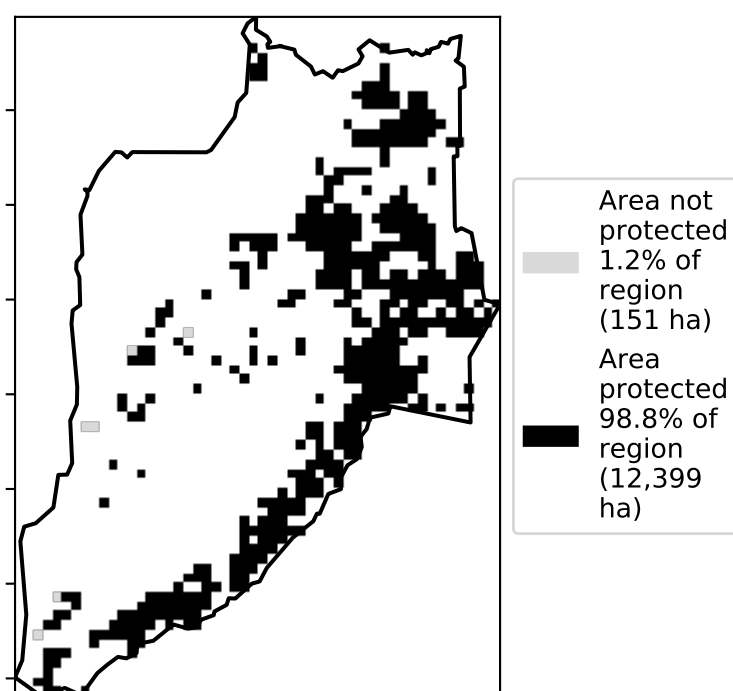 Area not
protected
1.2% of
region
(151 ha)
Area
protected
98.8% of
region
(12,399
ha)